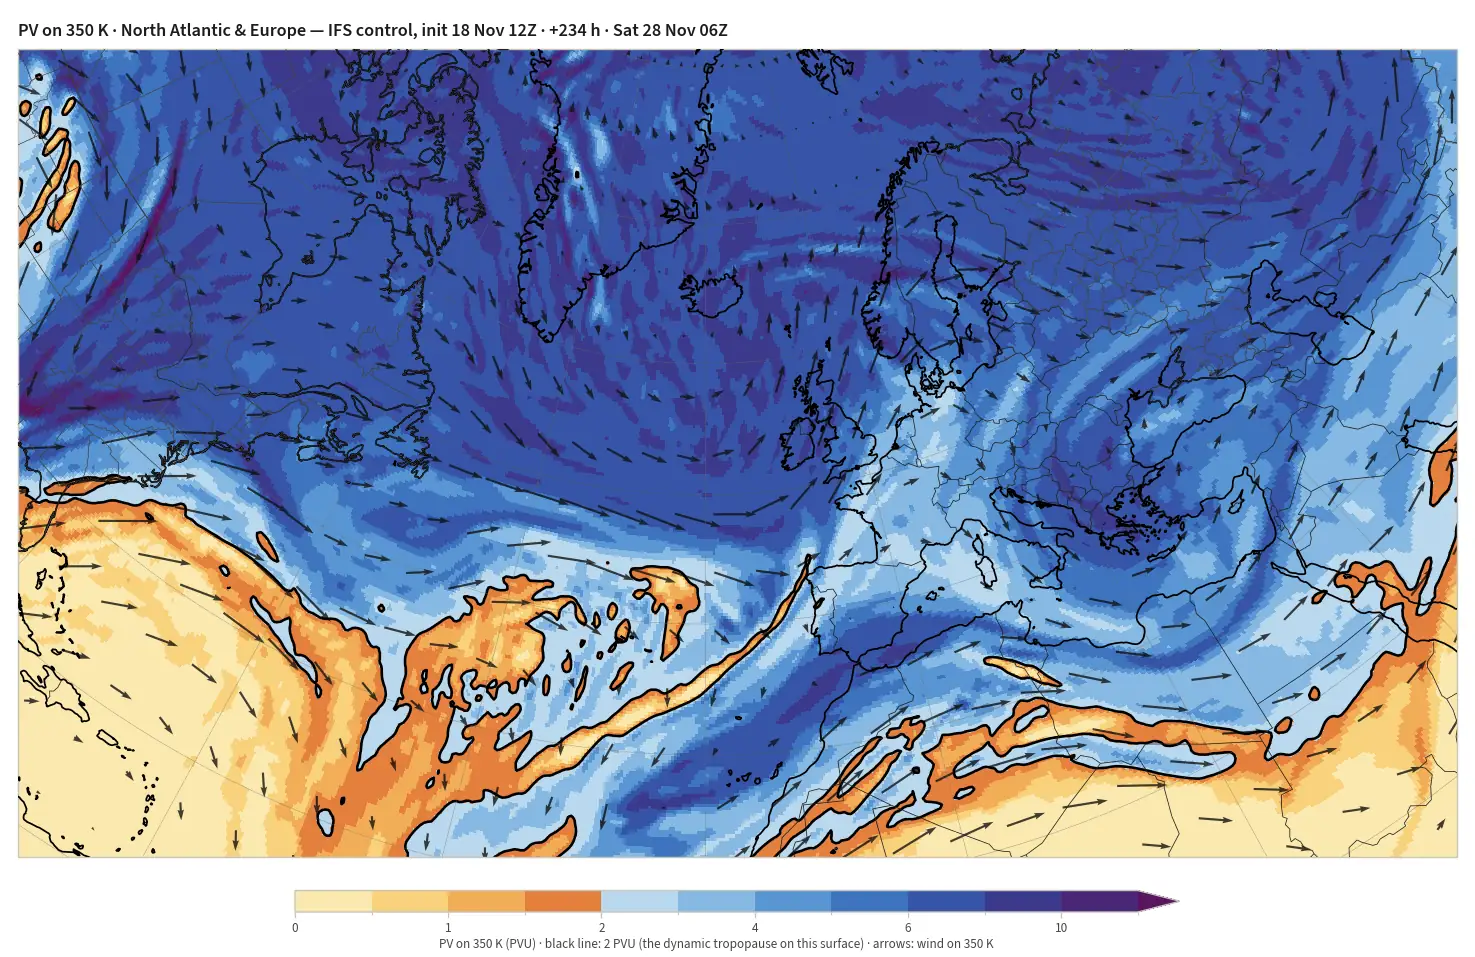 PV on 350 K · North Atlantic & Europe — IFS control, init 18 Nov 12Z · +234 h · Sat 28 Nov 06Z
0 1 2 4 6 10
PV on 350 K (PVU) · black line: 2 PVU (the dynamic tropopause on this surface) · arrows: wind on 350 K